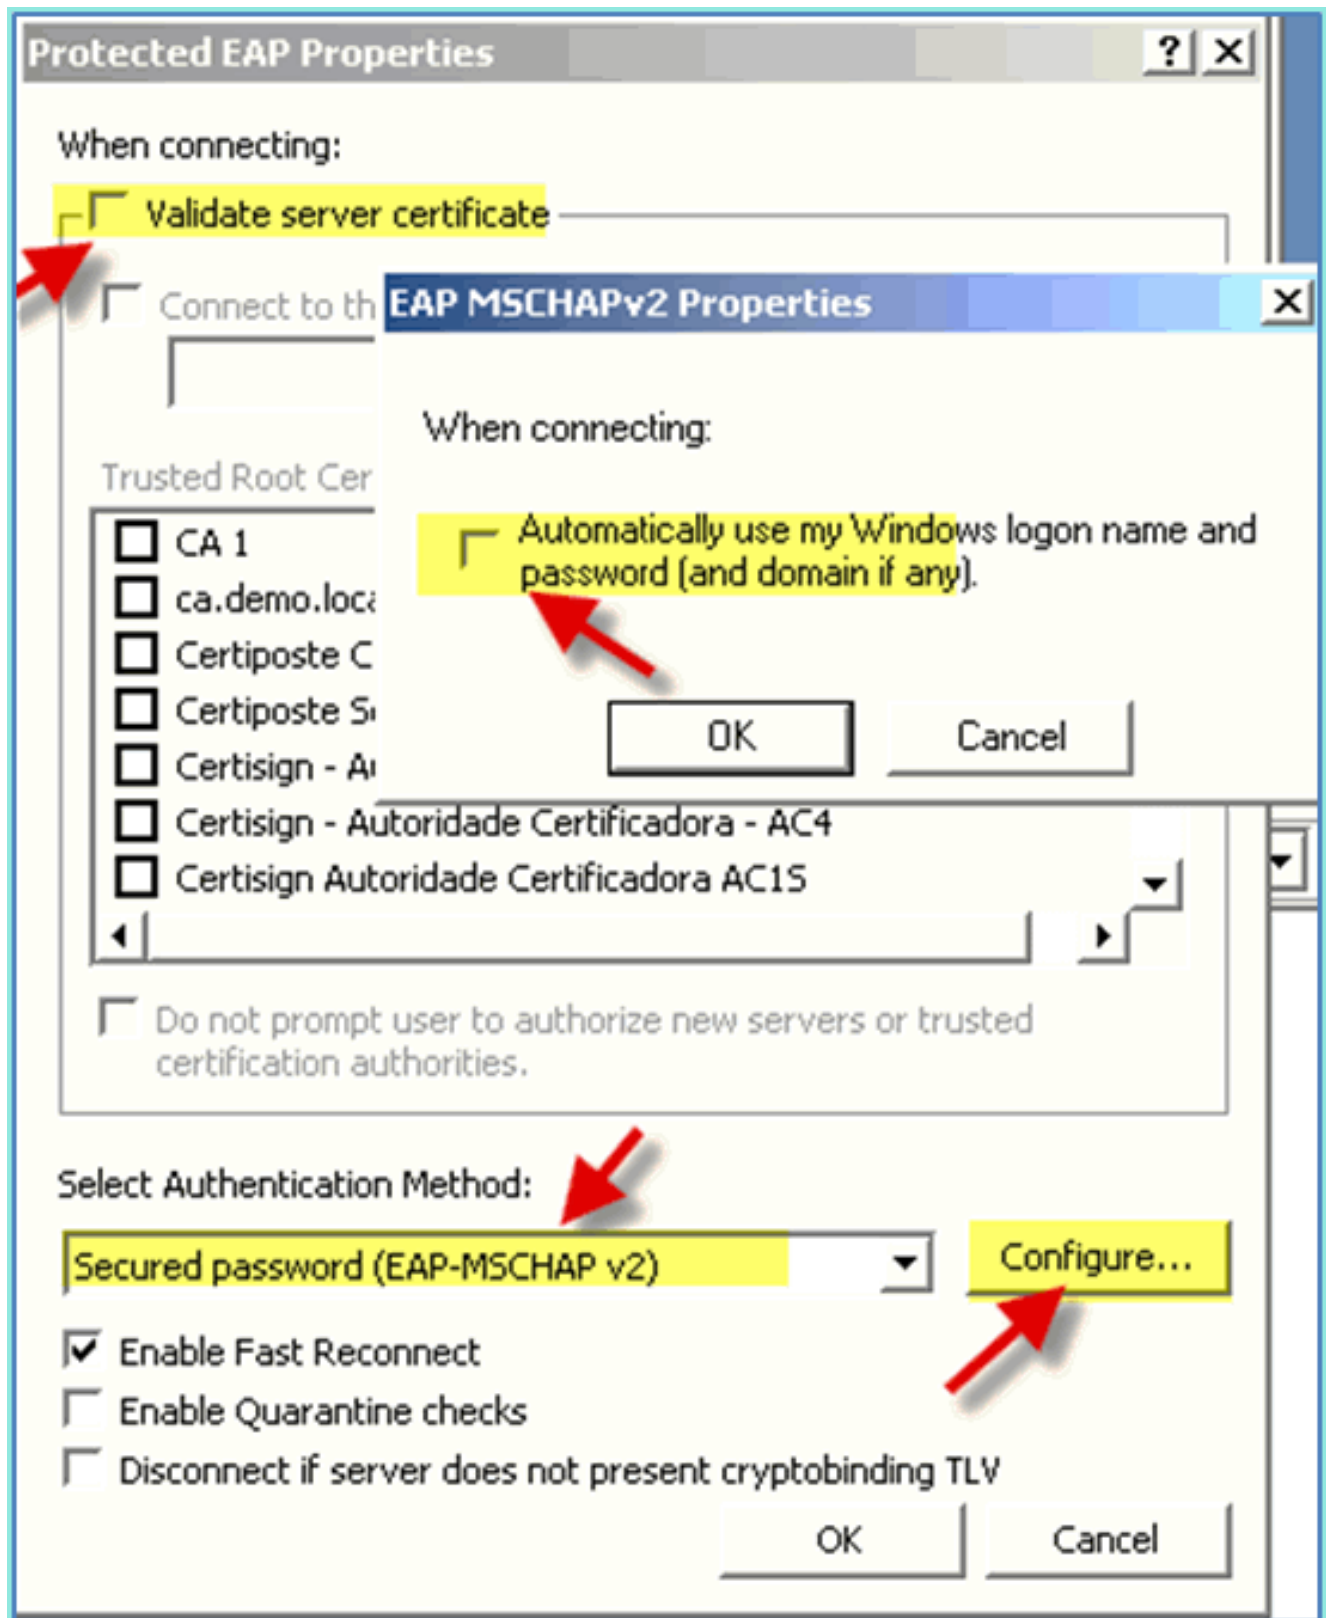 Protected EAP Properties
When connecting:
Validate server certificate
Connect to th
EAP MSCHAPv2 Properties
When connecting:
Automatically use my Windows logon name and
password (and domain if any).
OK
Cancel
Trusted Root Cer
CA 1
ca.demo.loca
Certiposte C
Certiposte S
Certisign - A
Certisign - Autoridade Certificadora - AC4
Certisign Autoridade Certificadora AC1S
Do not prompt user to authorize new servers or trusted
certification authorities.
Select Authentication Method:
Secured password (EAP-MSCHAP v2)
Configure...
Enable Fast Reconnect
Enable Quarantine checks
Disconnect if server does not present cryptobinding TLV
OK
Cancel